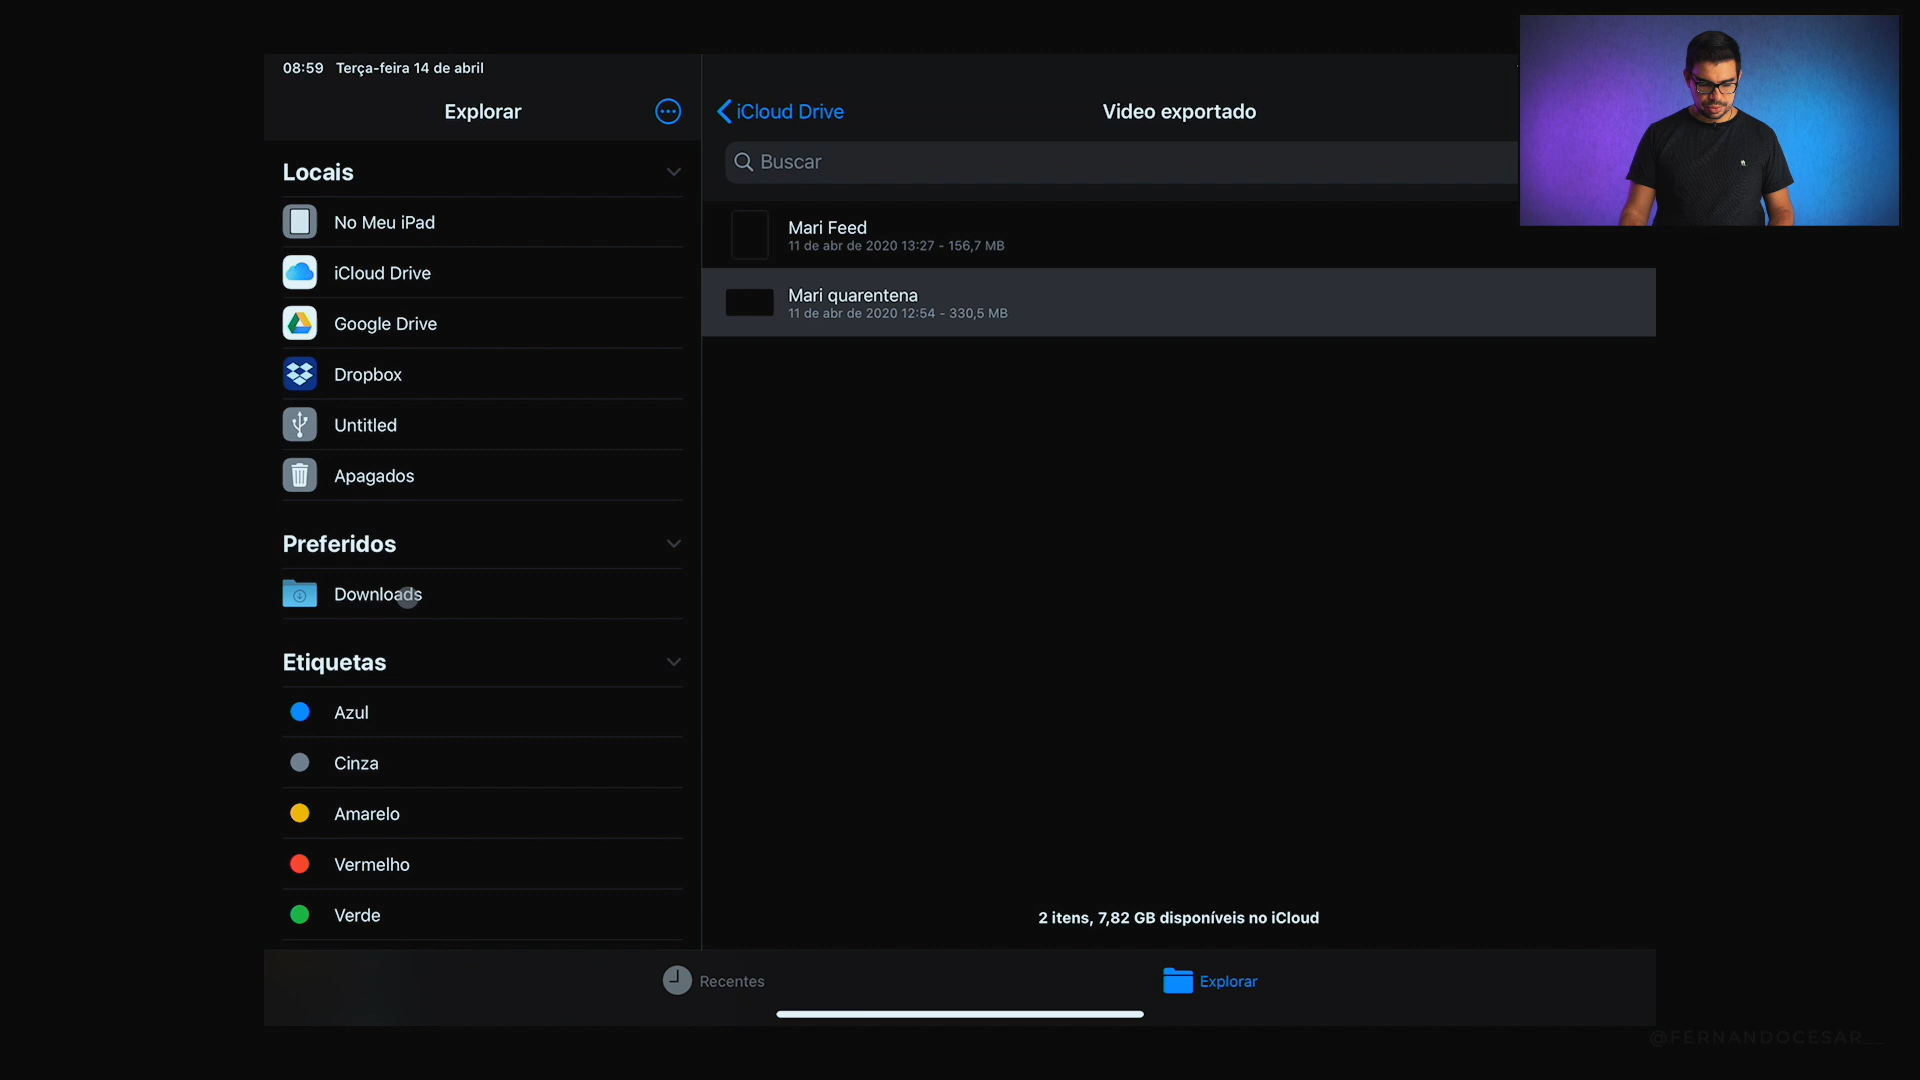 08:59 Terça-feira 14 de abril
Explorar
iCloud Drive
Video exportado
Buscar
Locais
No Meu iPad
iCloud Drive
Google Drive
Dropbox
Untitled
Apagados
Preferidos
Downloads
Etiquetas
Azul
Cinza
Amarelo
Vermelho
Verde
Mari Feed
11 de abr de 2020 13:27 - 156,7 MB
Mari quarentena
11 de abr de 2020 12:54 - 330,5 MB
2 itens, 7,82 GB disponíveis no iCloud
Recentes
Explorar
@FERNANDOCESAR__